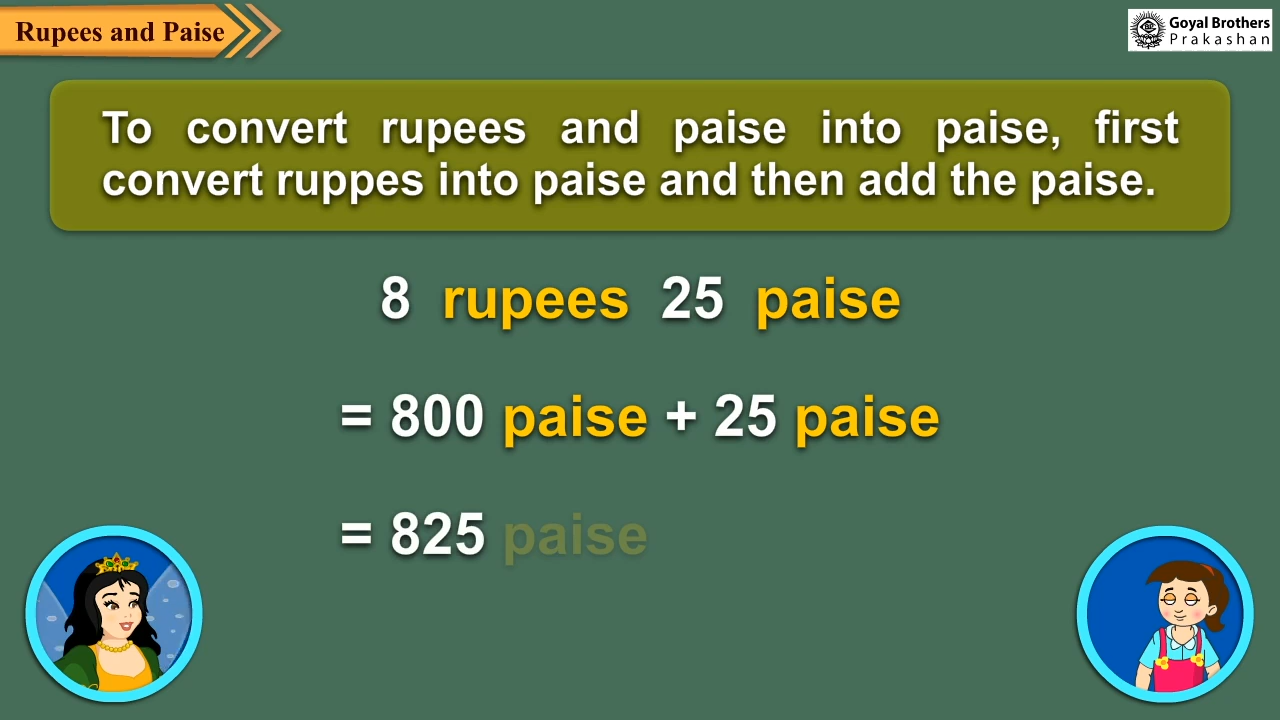 Rupees and Paise
Goyal Brothers
Prakashan
To convert rupees and paise into paise, first
convert ruppes into paise and then add the paise.
8 rupees 25 paise
= 800 paise + 25 paise
= 825 paise